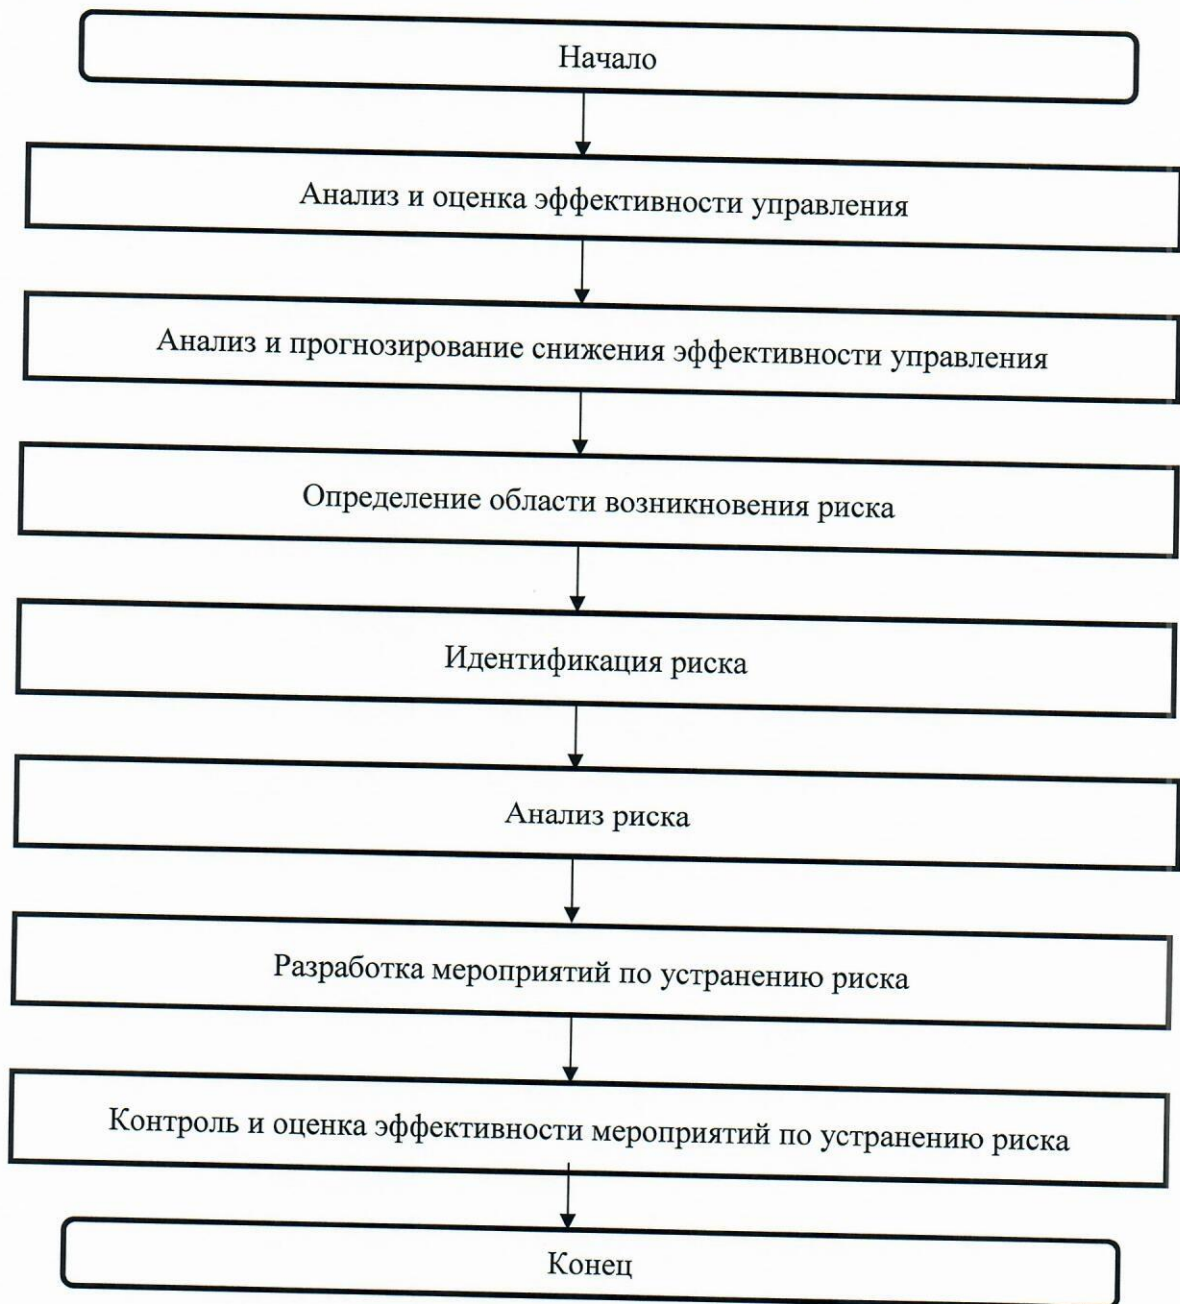 Начало
Анализ и оценка эффективности управления
Анализ и прогнозирование снижения эффективности управления
Определение области возникновения риска
Идентификация риска
Анализ риска
Разработка мероприятий по устранению риска
Контроль и оценка эффективности мероприятий по устранению риска
Конец